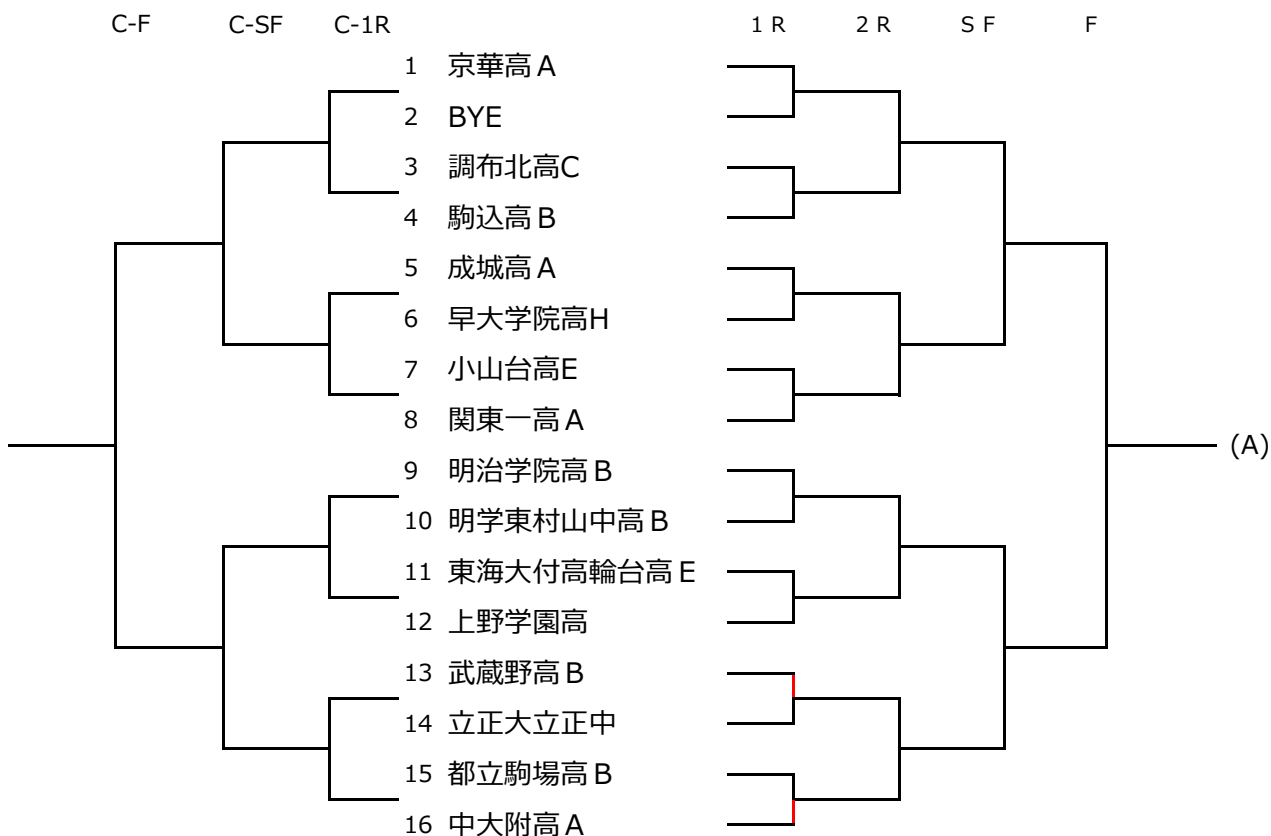 C-F C-SF C-1R 1 R 2 R S F F
1 京華高A
2 BYE
3 調布北高C
4 駒込高B
5 成城高A
6 早大学院高H
7 小山台高E
8 関東一高A
(A)
9 明治学院高B
10 明学東村山中高B
11 東海大付高輪台高E
12 上野学園高
13 武蔵野高B
14 立正大立正中
15 都立駒場高B
16 中大附高A